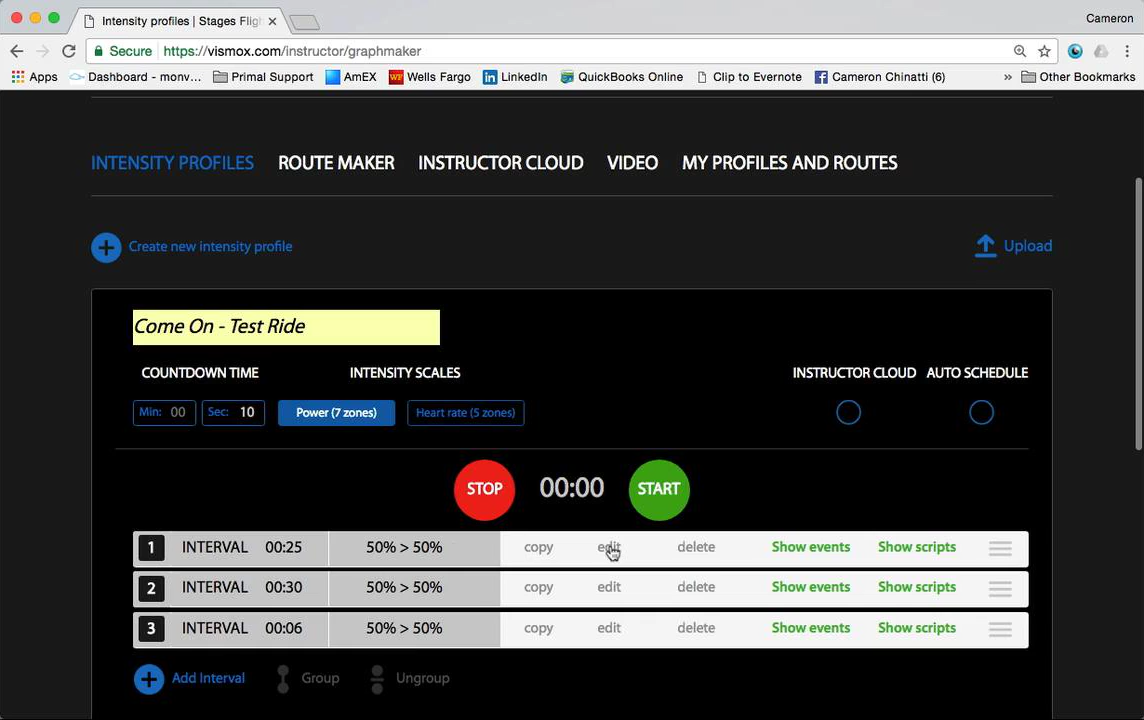 Intensity profiles | Stages Fligh
Cameron
Secure https://vismox.com/instructor/graphmaker
Apps Dashboard - monv... Primal Support AmEX Wells Fargo LinkedIn QuickBooks Online Clip to Evernote Cameron Chinatti (6) » Other Bookmarks
INTENSITY PROFILES ROUTE MAKER INSTRUCTOR CLOUD VIDEO MY PROFILES AND ROUTES
Create new intensity profile Upload
Come On - Test Ride
COUNTDOWN TIME INTENSITY SCALES INSTRUCTOR CLOUD AUTO SCHEDULE
Min: 00 Sec: 10 Power (7 zones) Heart rate (5 zones)
STOP 00:00 START
1 INTERVAL 00:25 50% > 50% copy edit delete Show events Show scripts
2 INTERVAL 00:30 50% > 50% copy edit delete Show events Show scripts
3 INTERVAL 00:06 50% > 50% copy edit delete Show events Show scripts
Add Interval Group Ungroup